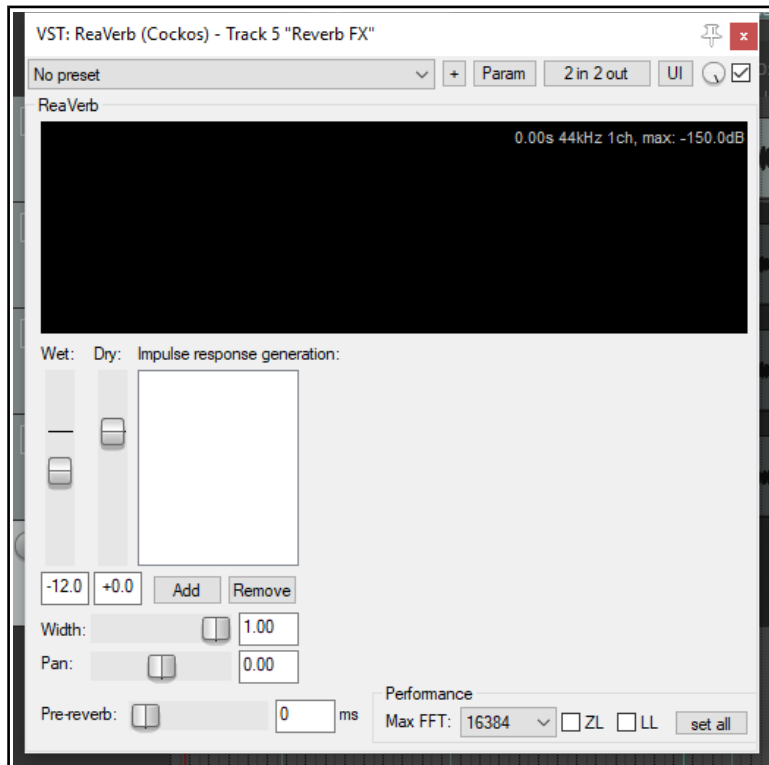 VST: ReaVerb (Cockos) - Track 5 "Reverb FX"
x
No preset
+
Param
2 in 2 out
UI
ReaVerb
0.00s 44kHz 1ch, max: -150.0dB
Wet: Dry: Impulse response generation:
-12.0 +0.0 Add Remove
Width: 1.00
Pan: 0.00
Performance
Pre-reverb: 0 ms Max FFT: 16384 ZL LL set all